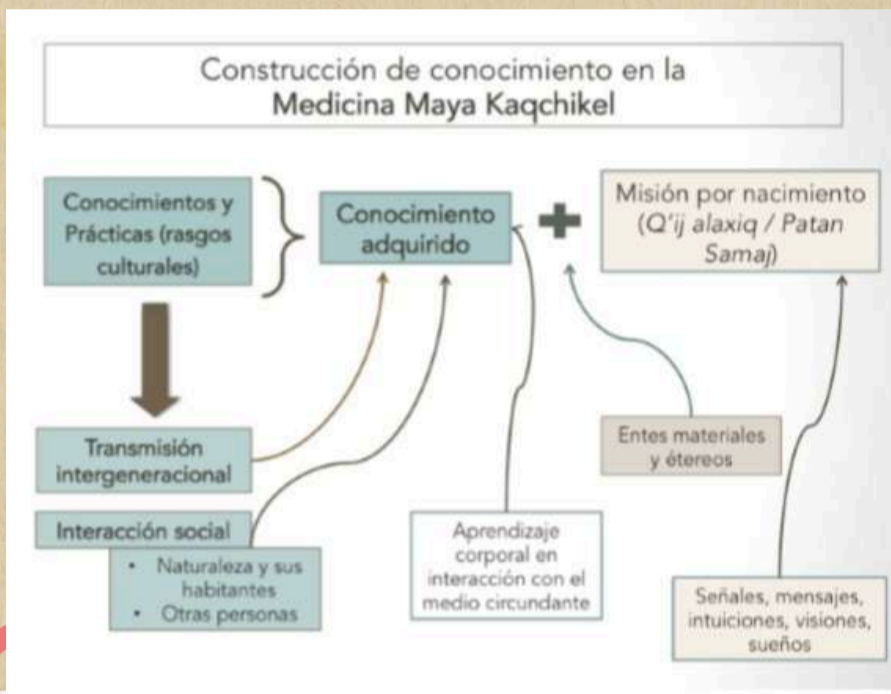 Construcción de conocimiento en la
Medicina Maya Kaqchikel
Conocimientos y
Prácticas (rasgos
culturales)
Conocimiento
adquirido
Misión por nacimiento
(Q'ij alaxiq / Patan
Samaj)
Transmisión
intergeneracional
Interacción social
• Naturaleza y sus
habitantes
• Otras personas
Aprendizaje
corporal en
interacción con el
medio circundante
Entes materiales
y étereos
Señales, mensajes,
intuiciones, visiones,
sueños